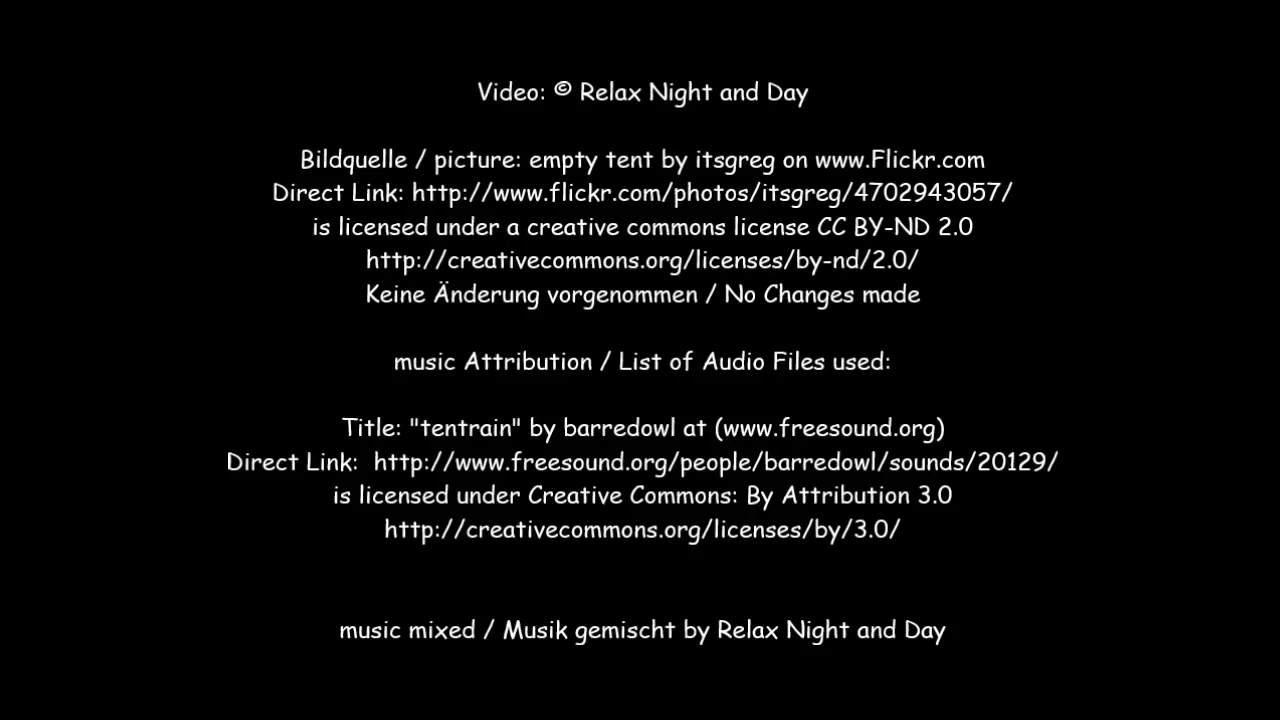 Video: © Relax Night and Day
Bildquelle / picture: empty tent by itsgreg on www.Flickr.com
Direct Link: http://www.flickr.com/photos/itsgreg/4702943057/
is licensed under a creative commons license CC BY-ND 2.0
http://creativecommons.org/licenses/by-nd/2.0/
Keine Änderung vorgenommen / No Changes made
music Attribution / List of Audio Files used:
Title: "tentrain" by barredowl at (www.freesound.org)
Direct Link:  http://www.freesound.org/people/barredowl/sounds/20129/
is licensed under Creative Commons: By Attribution 3.0
http://creativecommons.org/licenses/by/3.0/
music mixed / Musik gemischt by Relax Night and Day